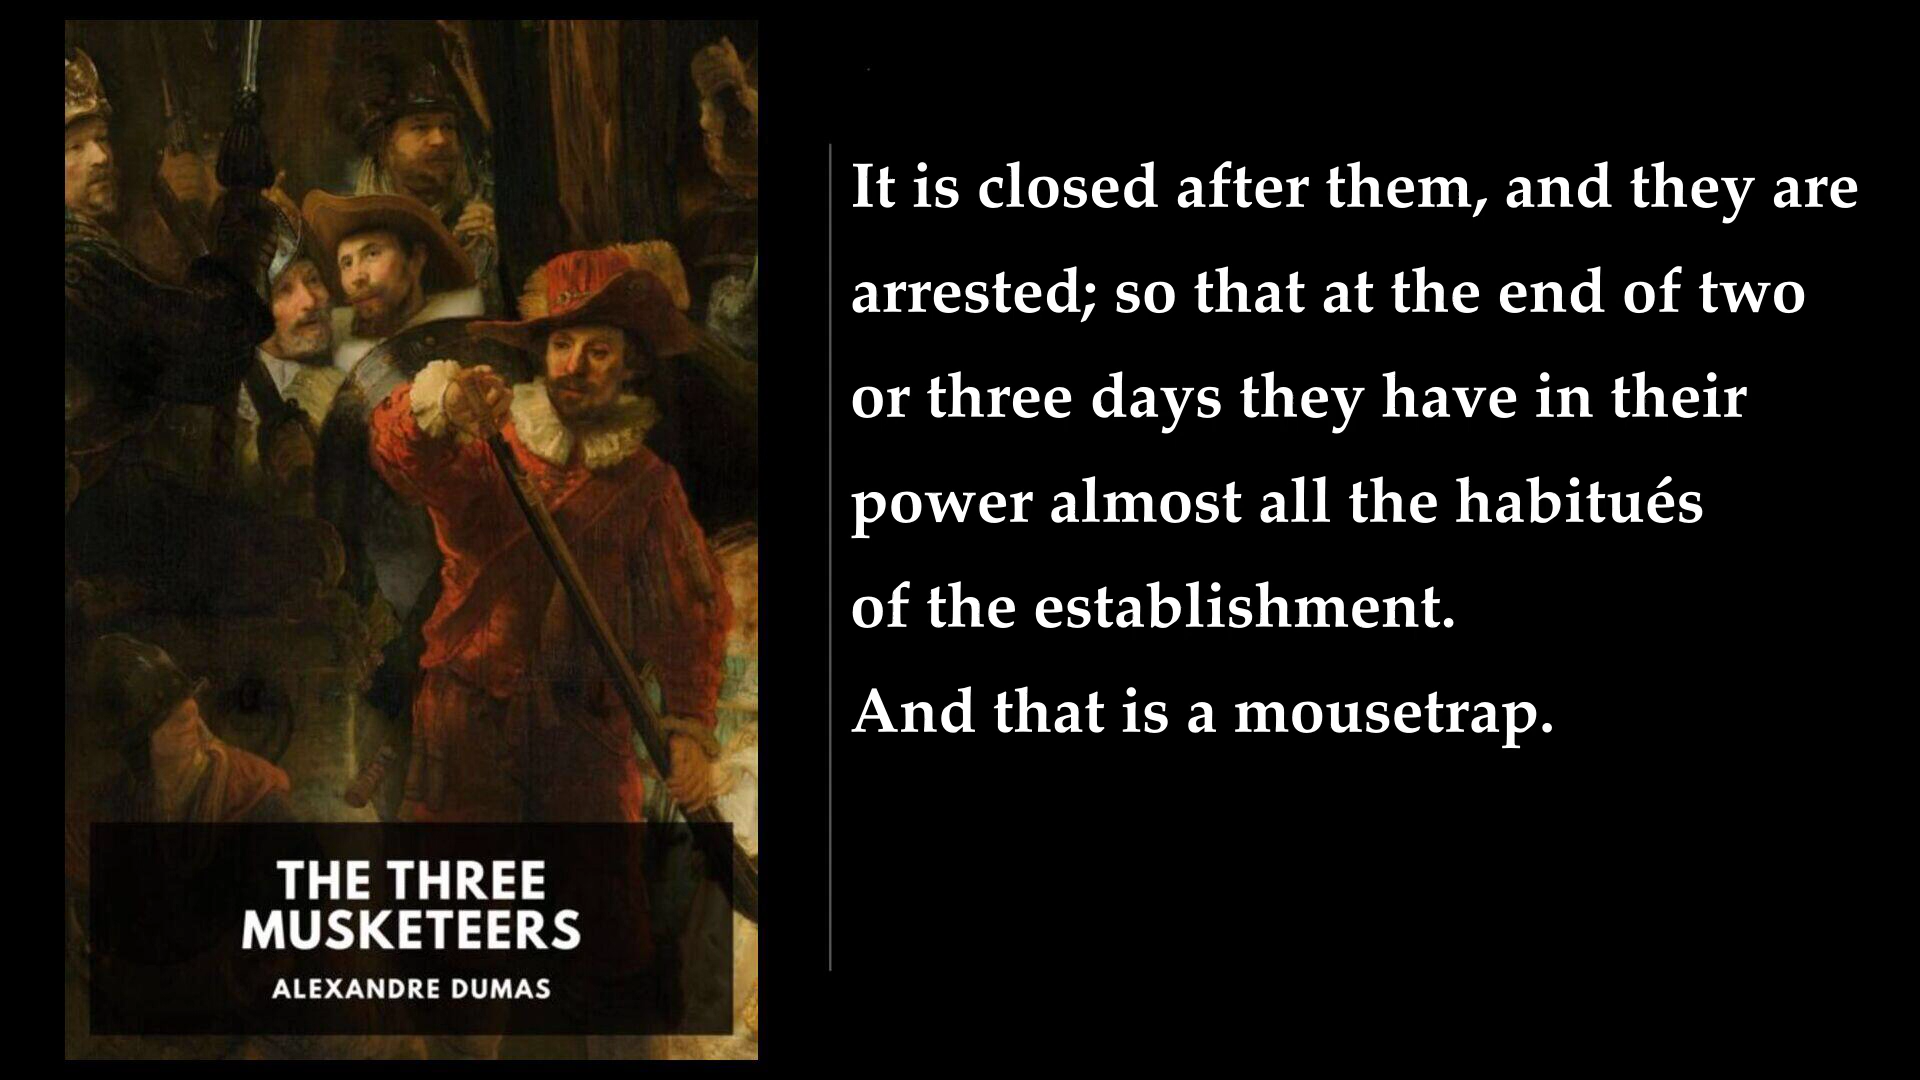 It is closed after them, and they are
arrested; so that at the end of two
or three days they have in their
power almost all the habitués
of the establishment.
And that is a mousetrap.
THE THREE
MUSKETEERS
ALEXANDRE DUMAS